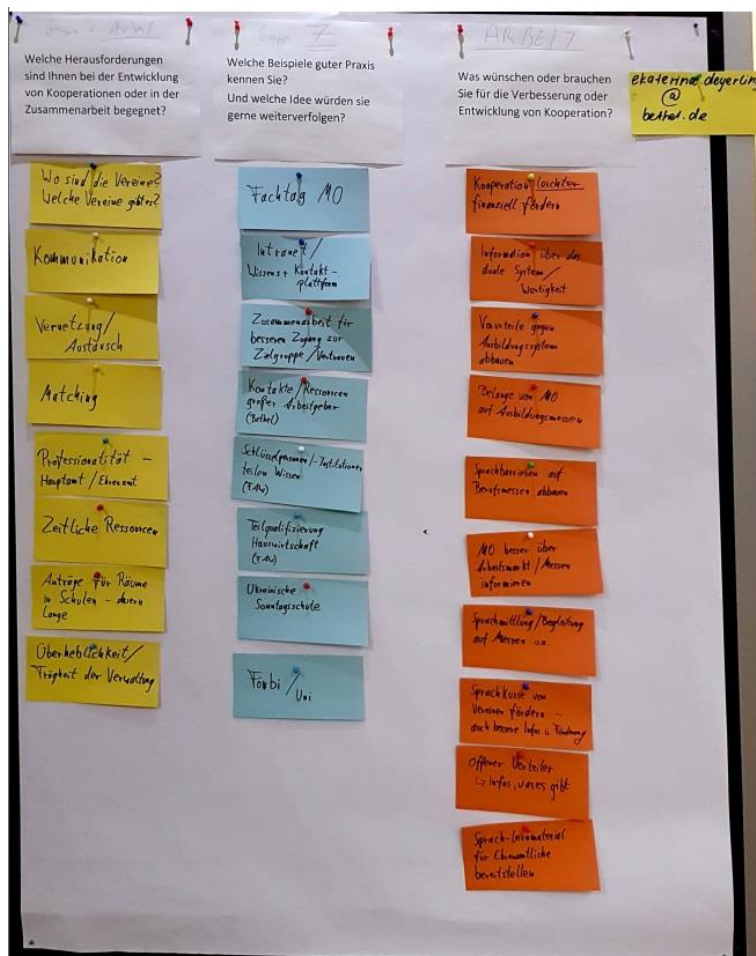 Gruppe 7
ARBEIT
Welche Herausforderungen
sind Ihnen bei der Entwicklung
von Kooperationen oder in der
Zusammenarbeit begegnet?
Wo sind die Vereine?
Welche Vereine gibt es?
Kommunikation
Vernetzung/
Austausch
Matching
Professionalität –
Hauptamt / Ehrenamt
Zeitliche Ressourcen
Anträge für Räume
in Schulen – dauern
Lange
Überheblichkeit/
Trägheit der Verwaltung
Welche Beispiele guter Praxis
kennen Sie?
Und welche Idee würden sie
gerne weiterverfolgen?
Fachtag MO
Intranet/
Wissens + Kontakt-
plattform
Zusammenarbeit für
besseren Zugang zur
Zielgruppe / Vertrauen
Kontakte / Ressourcen
großer Arbeitgeber
(Bethel)
Schlüsselpersonen/-Institutionen
teilen Wissen
(TAW)
Teilqualifizierung
Hauswirtschaft
(TAW)
Ukrainische
Sonntagsschule
Förbi / Uni
Was wünschen oder brauchen
Sie für die Verbesserung oder
Entwicklung von Kooperation?
ekaterina.deyerling
@
bethel.de
Kooperation leichter
finanziell fördern
Information über das
duale System/
Wertigkeit
Vorurteile gegen
Ausbildungssystem
abbauen
Belange von MO
auf Ausbildungsmessen
Sprachbarrieren auf
Berufsmessen abbauen
MO besser über
Arbeitsmarkt / Messen
informieren
Sprachmittlung / Begleitung
auf Messen o.a.
Sprachkurse von
Vereinen fördern –
doch bessere Infos u Förderung
Offener Verteiler
↳ Infos, was es gibt
Sprach-Lernmaterial
für Ehrenamtliche
bereitstellen